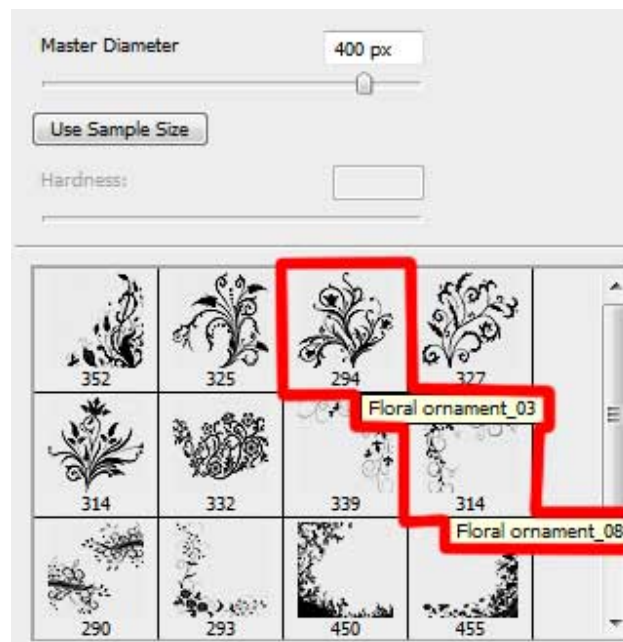 Master Diameter 400 px
Use Sample Size
Hardness:
352 325 294 327
Floral ornament_03
314 332 339 314
Floral ornament_08
290 293 450 455